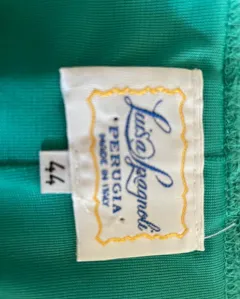 Luisa Spagnoli
'PERUGIA'
MADE IN ITALY
44